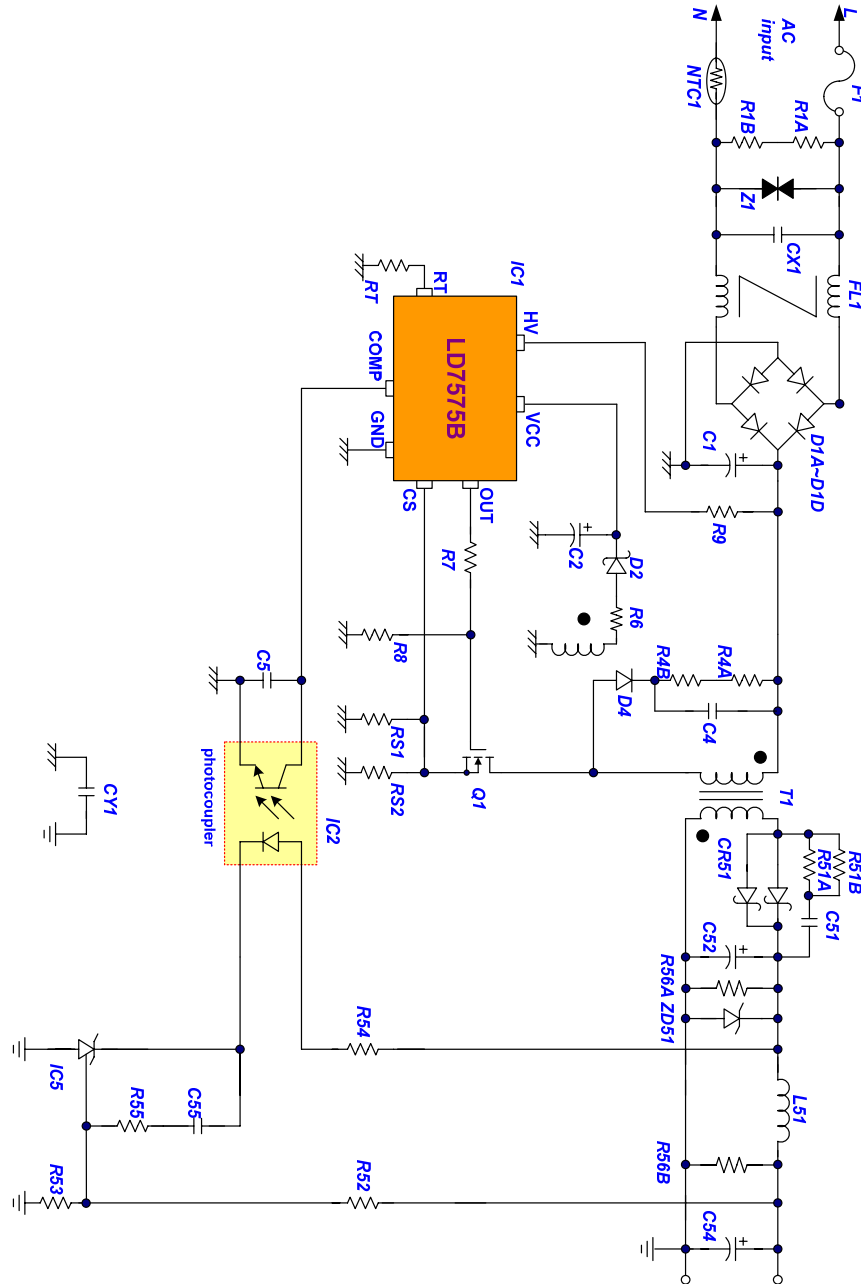 L
N
AC
input
F1
NTC1
R1A
R1B
Z1
CX1
FL1
D1A~D1D
C1
R9
IC1
RT
RT
HV
VCC
COMP
GND
CS
OUT
LD7575B
C2
D2
R6
R7
R8
R4A
R4B
C4
D4
T1
Q1
RS1
RS2
C5
photocoupler
IC2
CY1
CR51
R51A
R51B
C51
C52
R56A
ZD51
R54
L51
R56B
C54
IC5
R55
C55
R53
R52